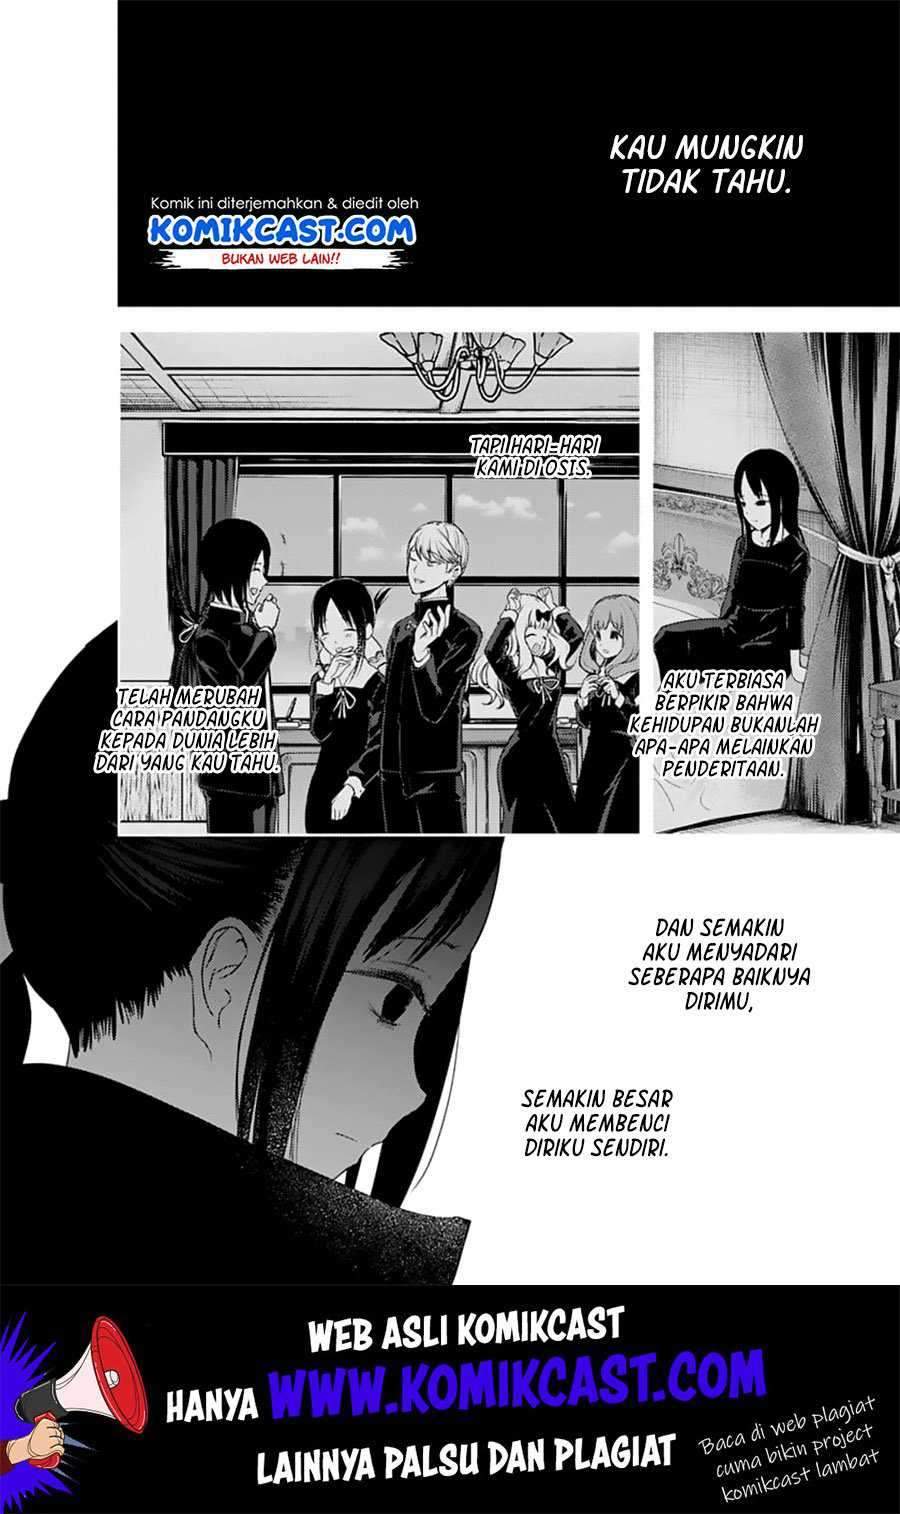 KAU MUNGKIN
TIDAK TAHU.
Komik ini diterjemahkan & diedit oleh
KOMIKCAST.COM
BUKAN WEB LAIN!!
AKU TERBIASA
BERPIKIR BAHWA
KEHIDUPAN BUKANLAH
APA-APA MELAINKAN
PENDERITAAN.
TAPI HARI-HARI
KAMI DI OSIS.
TELAH MERUBAH
CARA PANDANGKU
KEPADA DUNIA LEBIH
DARI YANG KAU TAHU.
DAN SEMAKIN
AKU MENYADARI
SEBERAPA BAIKNYA
DIRIMU,
SEMAKIN BESAR
AKU MEMBENCI
DIRIKU SENDIRI.
WEB ASLI KOMIKCAST
HANYA WWW.KOMIKCAST.COM
LAINNYA PALSU DAN PLAGIAT
Baca di web plagiat
cuma bikin project
komikcast lambat